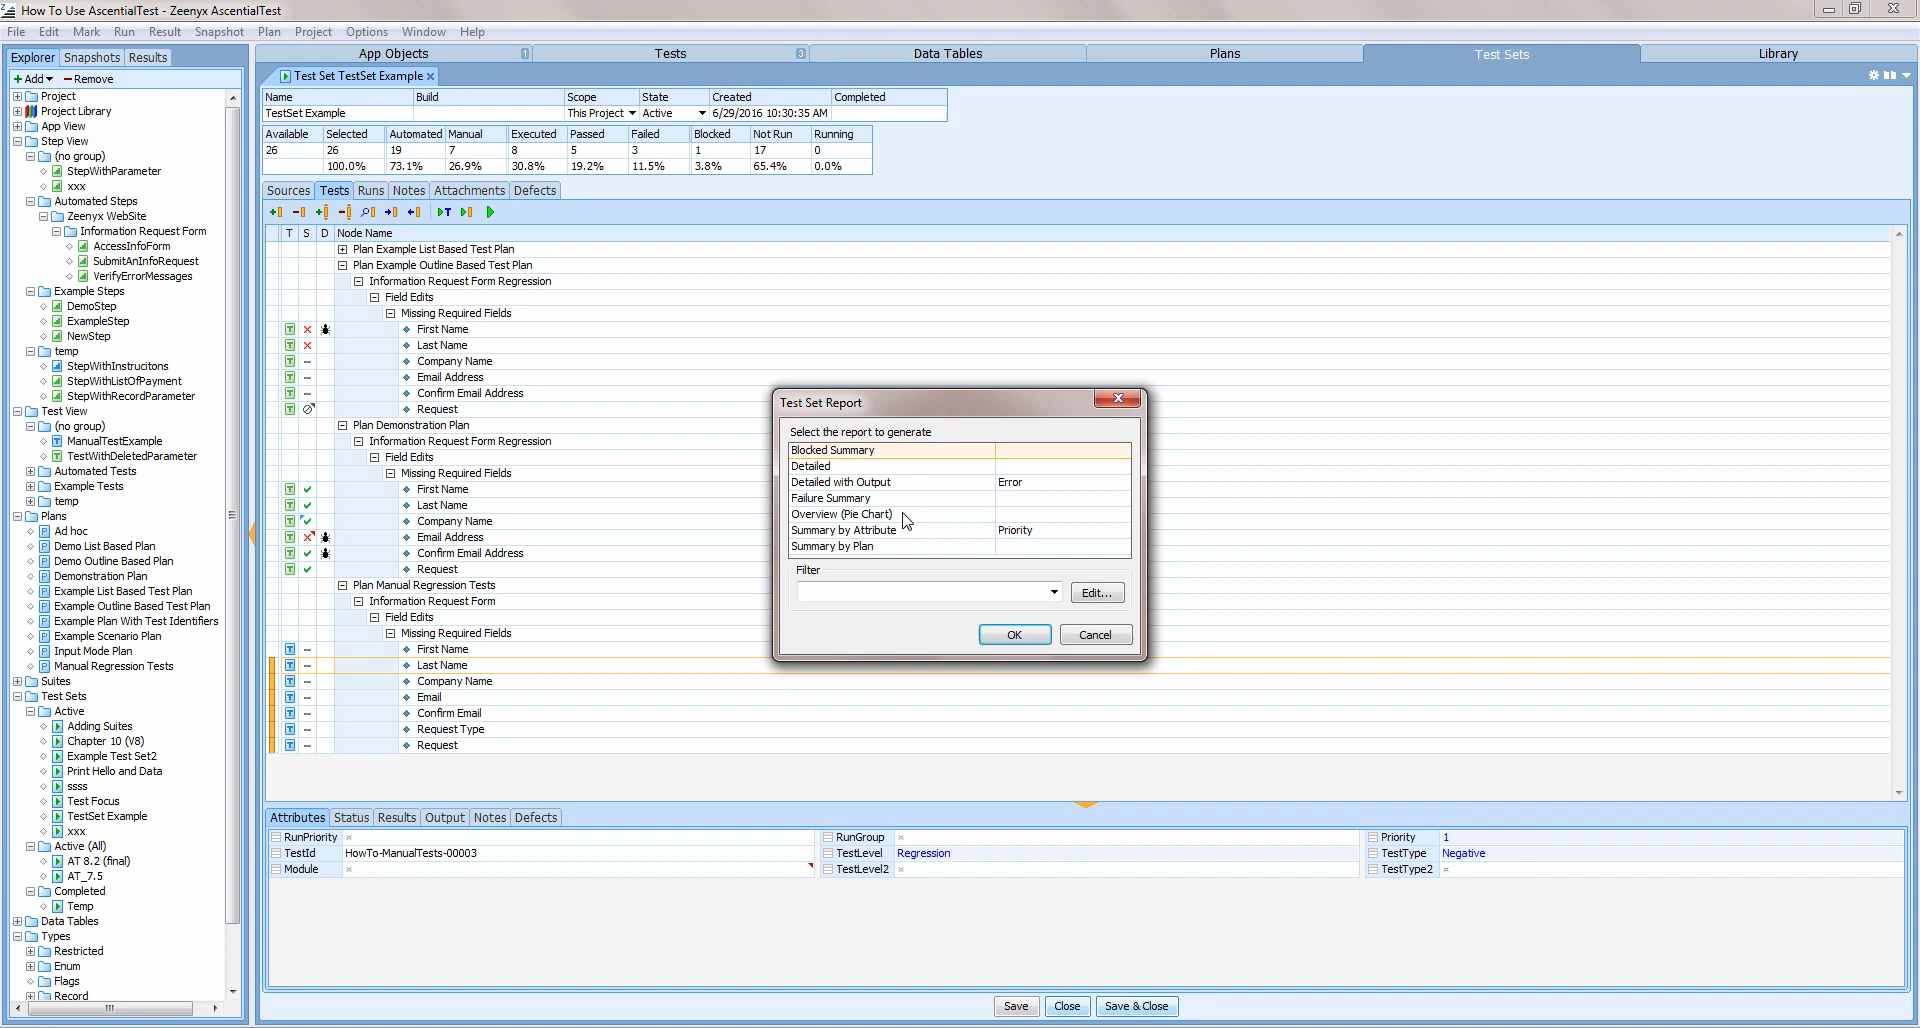 How To Use AscentialTest - Zeenyx AscentialTest
File Edit Mark Run Result Snapshot Plan Project Options Window Help
Explorer Snapshots Results
Add Remove
Project
Project Library
App View
Step View
(no group)
StepWithParameter
xxx
Automated Steps
Zeenyx WebSite
Information Request Form
AccessInfoForm
SubmitAnInfoRequest
VerifyErrorMessages
Example Steps
DemoStep
ExampleStep
NewStep
temp
StepWithInstrucitons
StepWithListOfPayment
StepWithRecordParameter
Test View
(no group)
ManualTestExample
TestWithDeletedParameter
Automated Tests
Example Tests
temp
Plans
Ad hoc
Demo List Based Plan
Demo Outline Based Plan
Demonstration Plan
Example List Based Test Plan
Example Outline Based Test Plan
Example Plan With Test Identifiers
Example Scenario Plan
Input Mode Plan
Manual Regression Tests
Suites
Test Sets
Active
Adding Suites
Chapter 10 (V8)
Example Test Set2
Print Hello and Data
ssss
Test Focus
TestSet Example
xxx
Active (All)
AT 8.2 (final)
AT_7.5
Completed
Temp
Data Tables
Types
Restricted
Enum
Flags
Record
App Objects 1 Tests 3 Data Tables Plans Test Sets Library
Test Set TestSet Example
Name Build Scope State Created Completed
TestSet Example This Project Active 6/29/2016 10:30:35 AM
Available Selected Automated Manual Executed Passed Failed Blocked Not Run Running
26 26 19 7 8 5 3 1 17 0
100.0% 73.1% 26.9% 30.8% 19.2% 11.5% 3.8% 65.4% 0.0%
Sources Tests Runs Notes Attachments Defects
T S D Node Name
Plan Example List Based Test Plan
Plan Example Outline Based Test Plan
Information Request Form Regression
Field Edits
Missing Required Fields
First Name
Last Name
Company Name
Email Address
Confirm Email Address
Request
Plan Demonstration Plan
Information Request Form Regression
Field Edits
Missing Required Fields
First Name
Last Name
Company Name
Email Address
Confirm Email Address
Request
Plan Manual Regression Tests
Information Request Form
Field Edits
Missing Required Fields
First Name
Last Name
Company Name
Email
Confirm Email
Request Type
Request
Test Set Report
Select the report to generate
Blocked Summary
Detailed
Detailed with Output Error
Failure Summary
Overview (Pie Chart)
Summary by Attribute Priority
Summary by Plan
Filter
Edit...
OK Cancel
Attributes Status Results Output Notes Defects
RunPriority RunGroup Priority 1
TestId HowTo-ManualTests-00003 TestLevel Regression TestType Negative
Module TestLevel2 TestType2
Save Close Save & Close